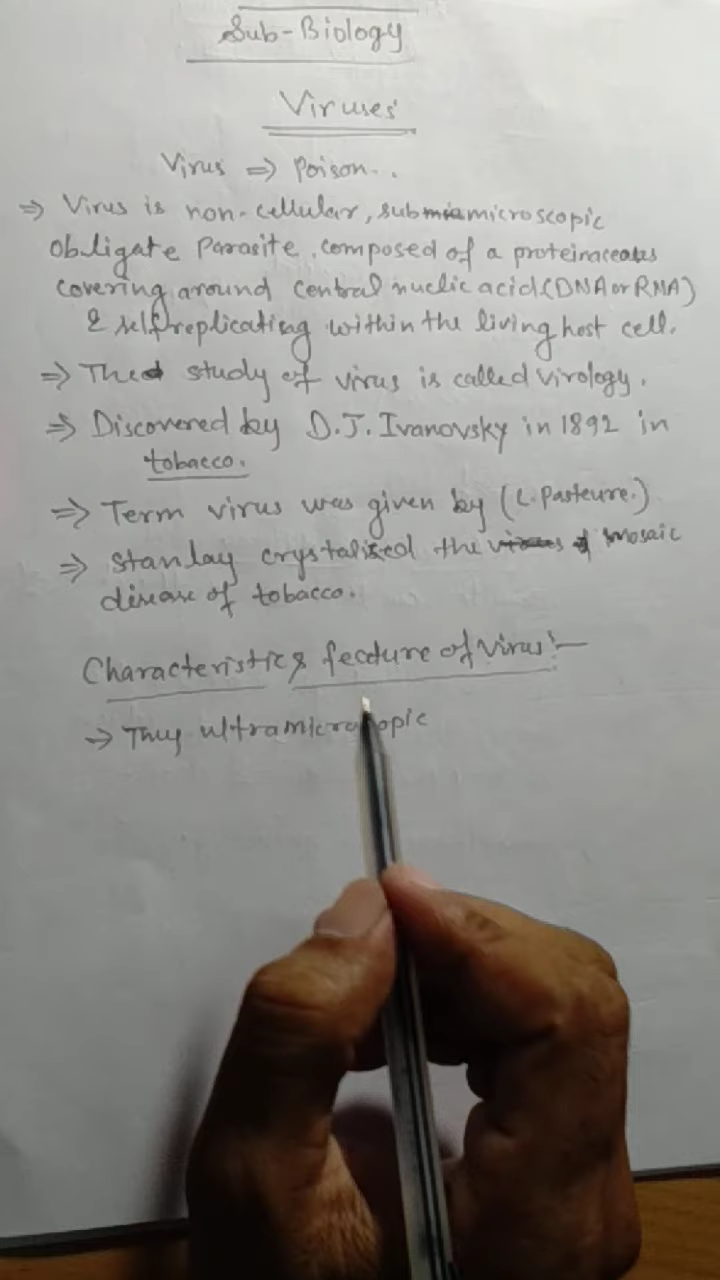 Sub-Biology
Viruses
Virus ⇒ Poison...
⇒ Virus is non-cellular, submicroscopic
obligate Parasite, composed of a proteinaceous
covering around central nuclic acid (DNA or RNA)
& selfreplicating within the living host cell.
⇒ The study of virus is called virology.
⇒ Discovered by D.J. Ivanovsky in 1892 in
tobacco.
⇒ Term virus was given by (L. Pasteure.)
⇒ Stanlay crystalized the mosaic
disease of tobacco.
Characteristics feature of virus:-
→ They ultramicroscopic